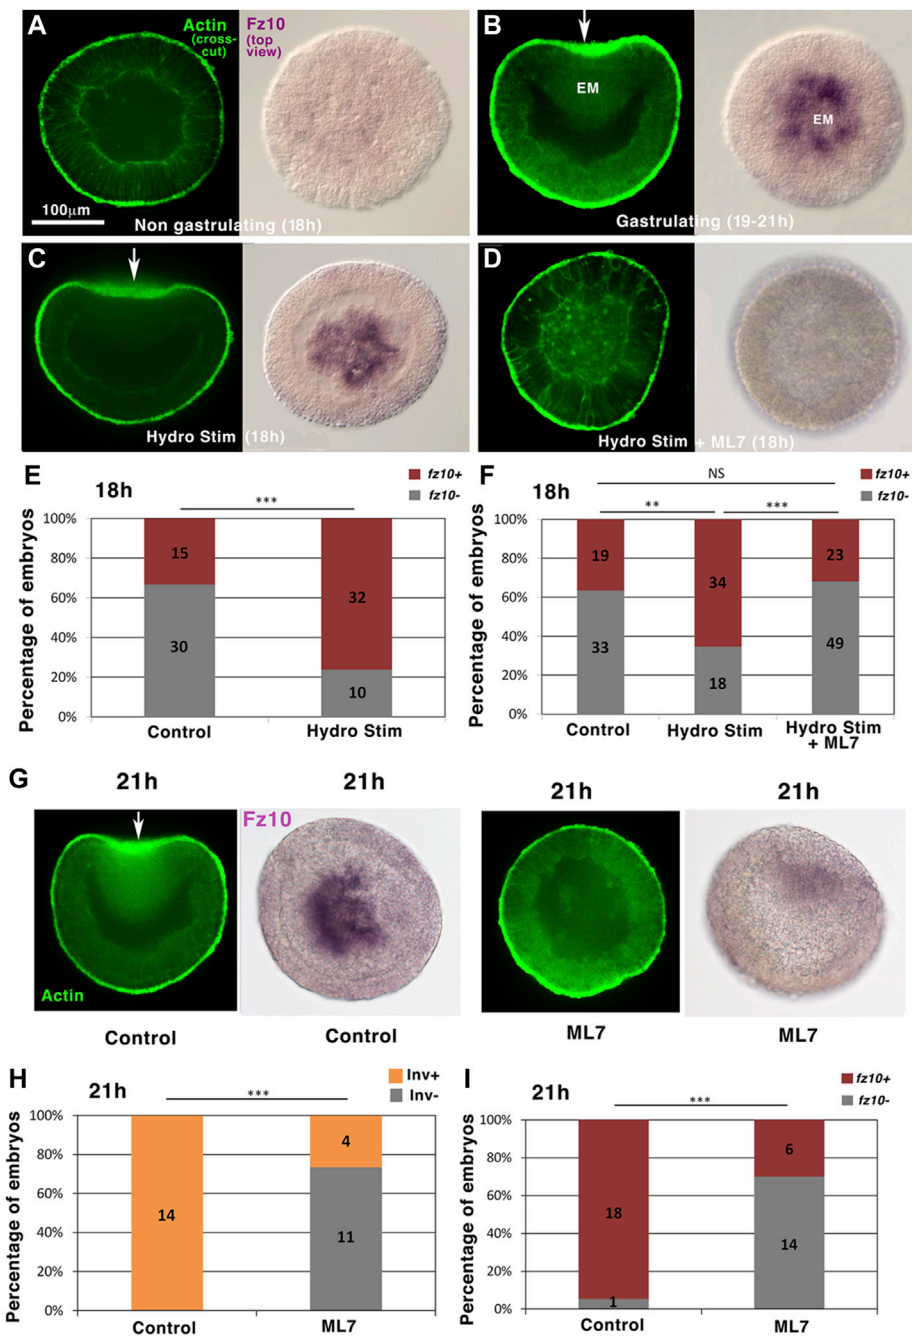 A
Actin
(cross-
cut)
Fz10
(top
view)
100μm
Non gastrulating (18h)
B
EM
EM
Gastrulating (19-21h)
C
Hydro Stim (18h)
D
Hydro Stim + ML7 (18h)
E
18h
fz10+
fz10-
***
Percentage of embryos
100%
80%
60%
40%
20%
0%
15
30
32
10
Control
Hydro Stim
F
18h
fz10+
fz10-
NS
**
***
Percentage of embryos
100%
80%
60%
40%
20%
0%
19
33
34
18
23
49
Control
Hydro Stim
Hydro Stim
+ ML7
G
21h
21h
21h
21h
Fz10
Actin
Control
Control
ML7
ML7
H
21h
Inv+
Inv-
***
Percentage of embryos
100%
80%
60%
40%
20%
0%
14
4
11
Control
ML7
I
21h
fz10+
fz10-
***
Percentage of embryos
100%
80%
60%
40%
20%
0%
18
1
6
14
Control
ML7